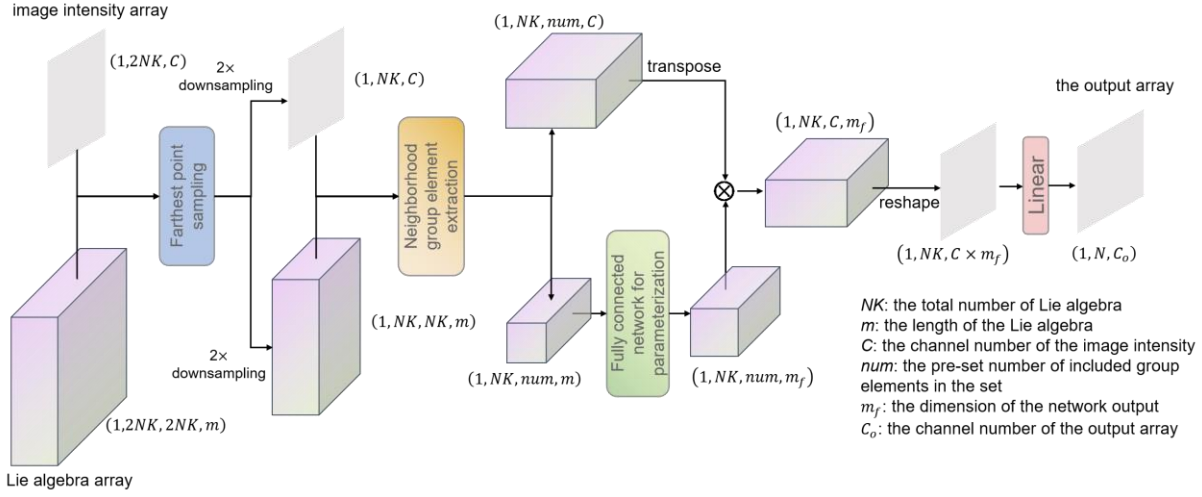 image intensity array
(1,2NK,C)
2×
downsampling
Farthest point
sampling
(1,NK,C)
Neighborhood
group element
extraction
(1,NK,num,C)
transpose
(1,NK,C,m_f)
the output array
⊗
reshape
Linear
(1,NK,C × m_f)
(1,N,C_o)
(1,2NK,2NK,m)
Lie algebra array
2×
downsampling
(1,NK,NK,m)
(1,NK,num,m)
Fully connected
network for
parameterization
(1,NK,num,m_f)
NK: the total number of Lie algebra
m: the length of the Lie algebra
C: the channel number of the image intensity
num: the pre-set number of included group
elements in the set
m_f: the dimension of the network output
C_o: the channel number of the output array